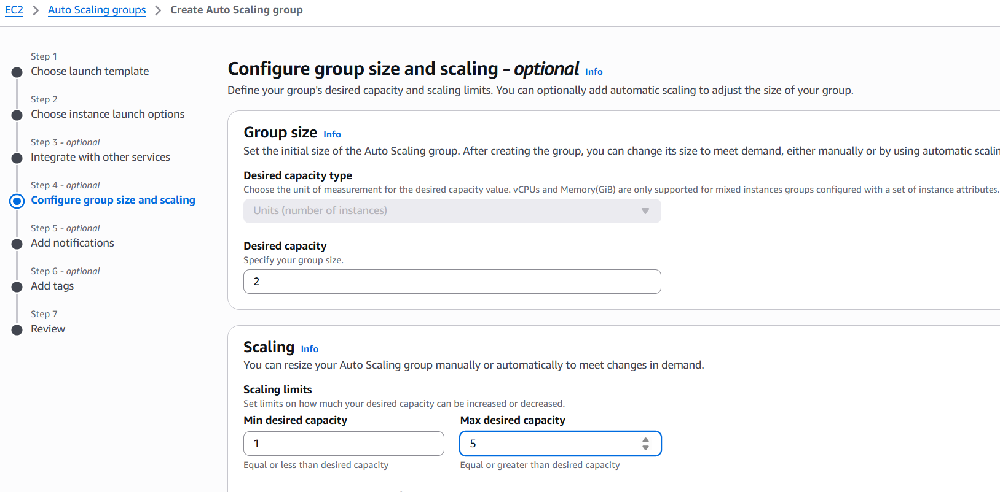 EC2 > Auto Scaling groups > Create Auto Scaling group
Step 1
Choose launch template
Step 2
Choose instance launch options
Step 3 - optional
Integrate with other services
Step 4 - optional
Configure group size and scaling
Step 5 - optional
Add notifications
Step 6 - optional
Add tags
Step 7
Review
Configure group size and scaling - optional Info
Define your group's desired capacity and scaling limits. You can optionally add automatic scaling to adjust the size of your group.
Group size Info
Set the initial size of the Auto Scaling group. After creating the group, you can change its size to meet demand, either manually or by using automatic
Desired capacity type
Choose the unit of measurement for the desired capacity value. vCPUs and Memory(GiB) are only supported for mixed instances groups configured with a set of instance attributes.
Units (number of instances)
Desired capacity
Specify your group size.
2
Scaling Info
You can resize your Auto Scaling group manually or automatically to meet changes in demand.
Scaling limits
Set limits on how much your desired capacity can be increased or decreased.
Min desired capacity Max desired capacity
1 5
Equal or less than desired capacity Equal or greater than desired capacity